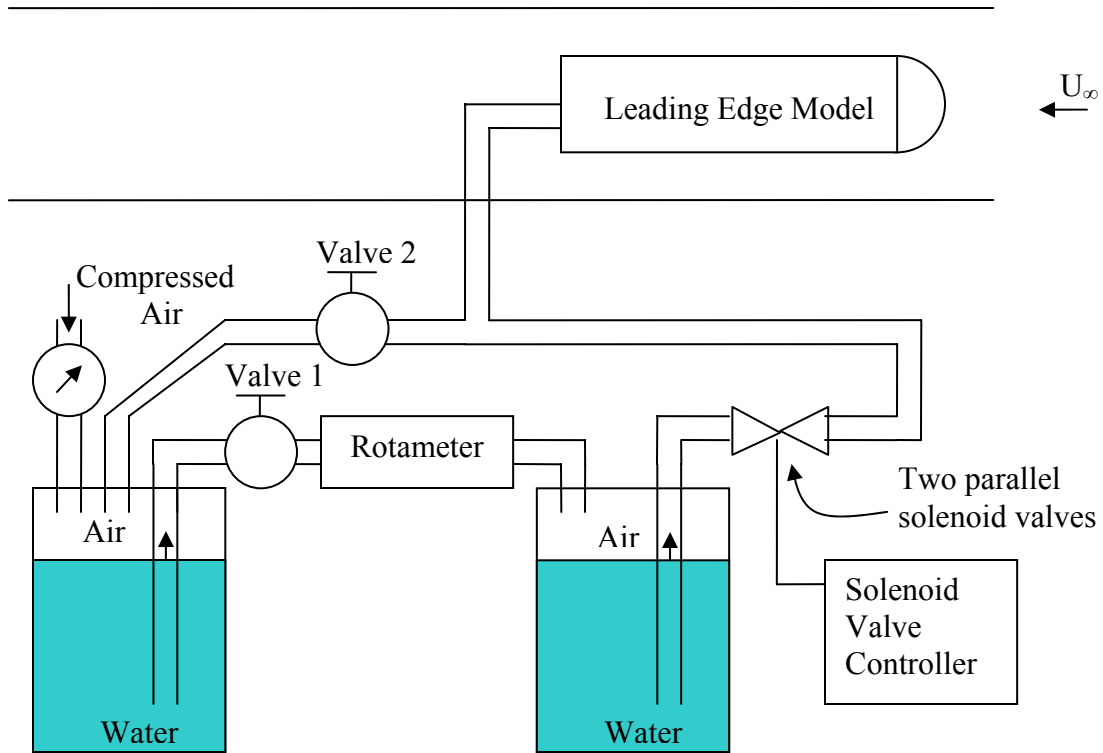 Leading Edge Model
U∞
Valve 2
Compressed
Air
Valve 1
Rotameter
Two parallel
solenoid valves
Air
Air
Solenoid
Valve
Controller
Water
Water